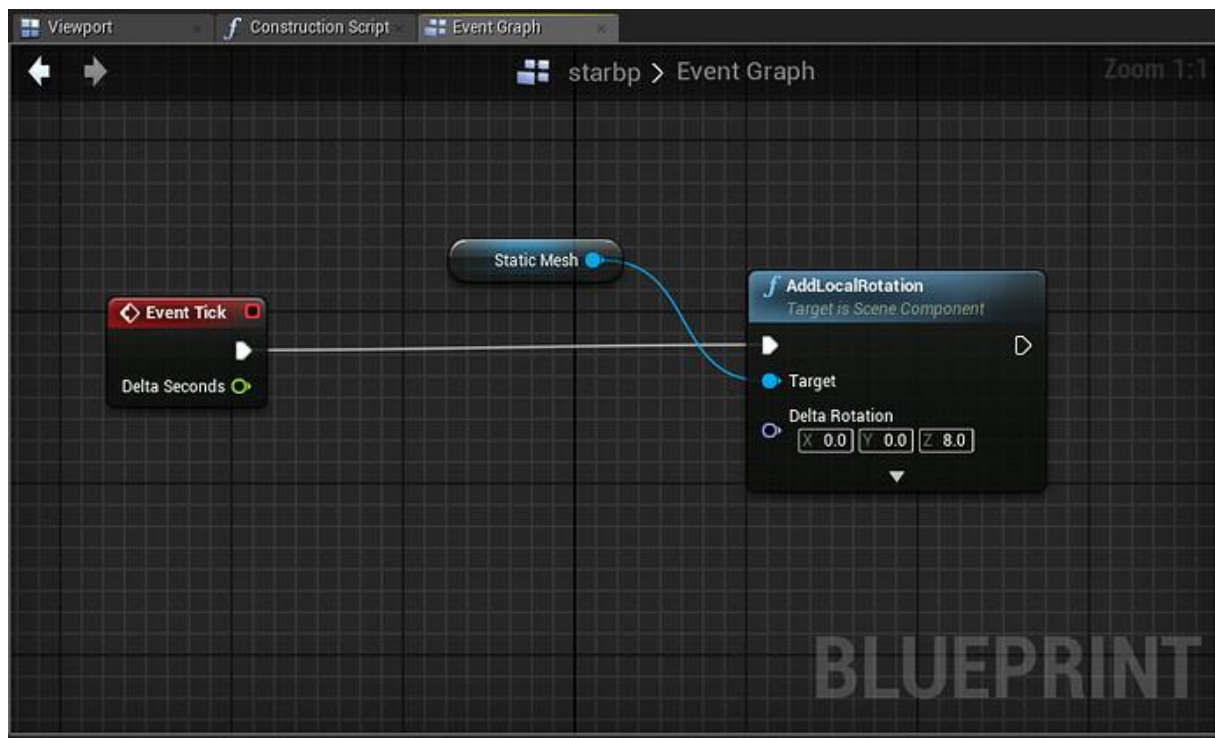 Viewport
Construction Script
Event Graph
starbp > Event Graph
Zoom 1:1
Static Mesh
Event Tick
Delta Seconds
f AddLocalRotation
Target is Scene Component
Target
Delta Rotation
X 0.0 Y 0.0 Z 8.0
BLUEPRINT